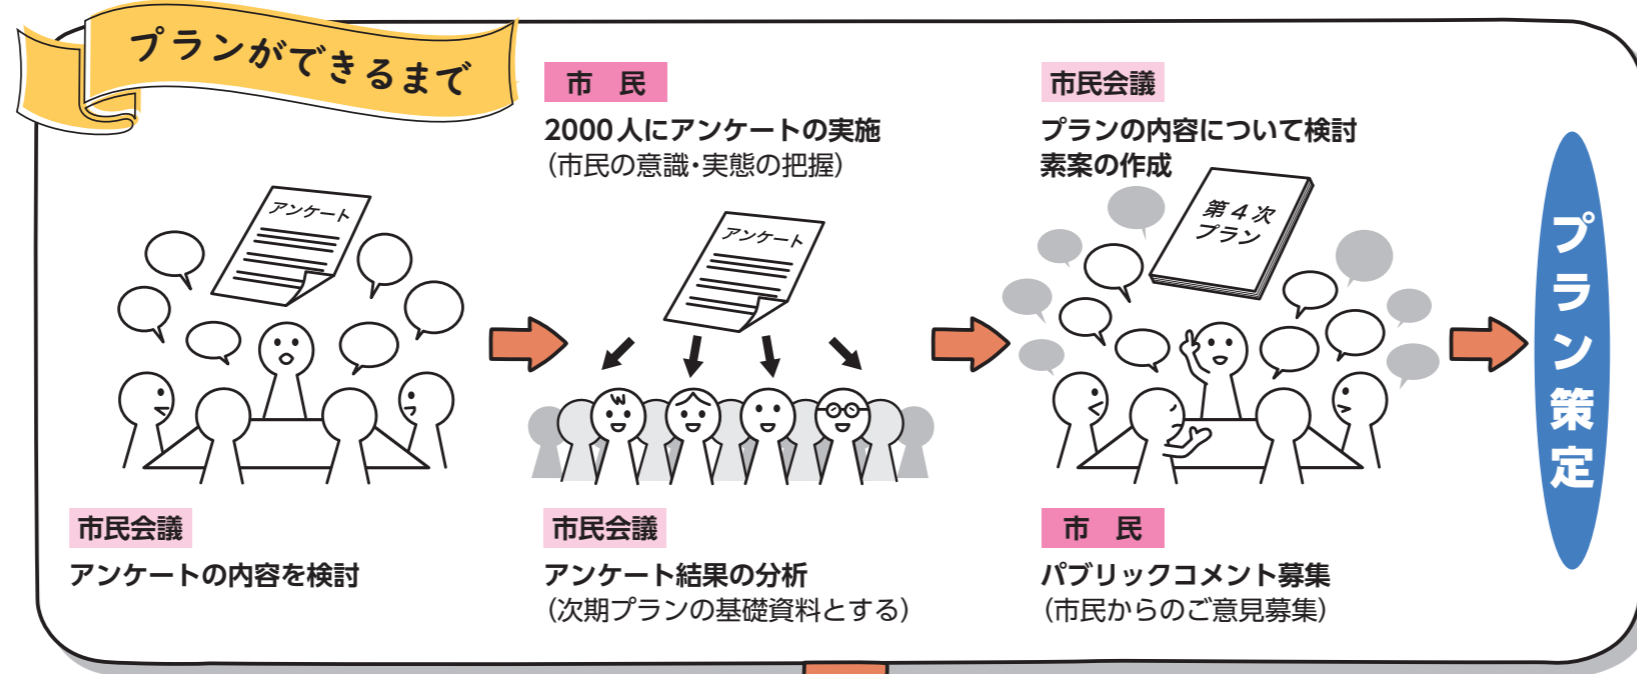 プランができるまで
アンケート
市民会議
アンケートの内容を検討
市　民
2000人にアンケートの実施
（市民の意識・実態の把握）
アンケート
市民会議
アンケート結果の分析
（次期プランの基礎資料とする）
市民会議
プランの内容について検討
素案の作成
第4次
プラン
市　民
パブリックコメント募集
（市民からのご意見募集）
プラン策定